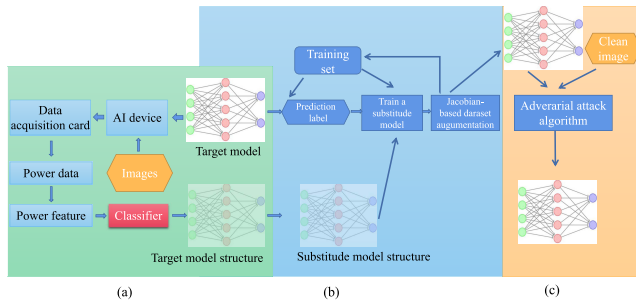 Data
acquisition card
AI device
Target model
Power data
Images
Power feature
Classifier
Target model structure
Training
set
Prediction
label
Train a
substitude
model
Jacobian-
based daraset
augumentation
Substitude model structure
Clean
image
Adverarial attack
algorithm
(a)
(b)
(c)